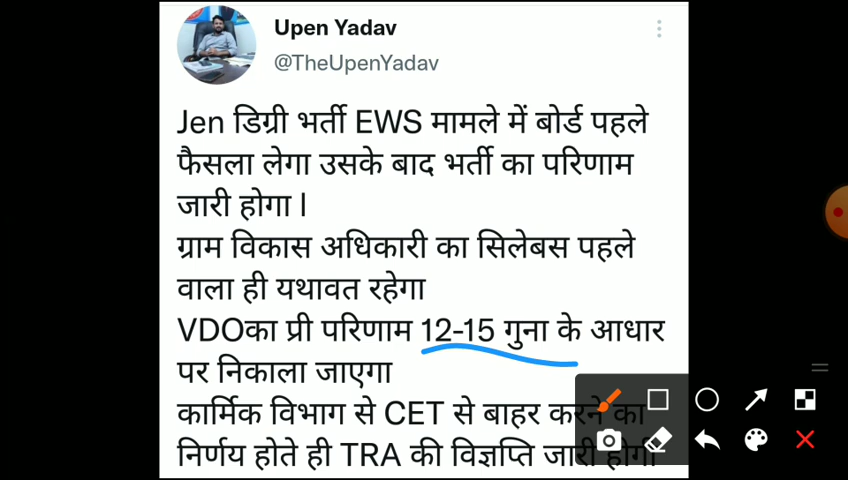 Upen Yadav
@TheUpenYadav
Jen डिग्री भर्ती EWS मामले में बोर्ड पहले
फैसला लेगा उसके बाद भर्ती का परिणाम
जारी होगा l
ग्राम विकास अधिकारी का सिलेबस पहले
वाला ही यथावत रहेगा
VDOका प्री परिणाम 12-15 गुना के आधार
पर निकाला जाएगा
कार्मिक विभाग से CET से बाहर करने का
निर्णय होते ही TRA की विज्ञप्ति जारी होगी